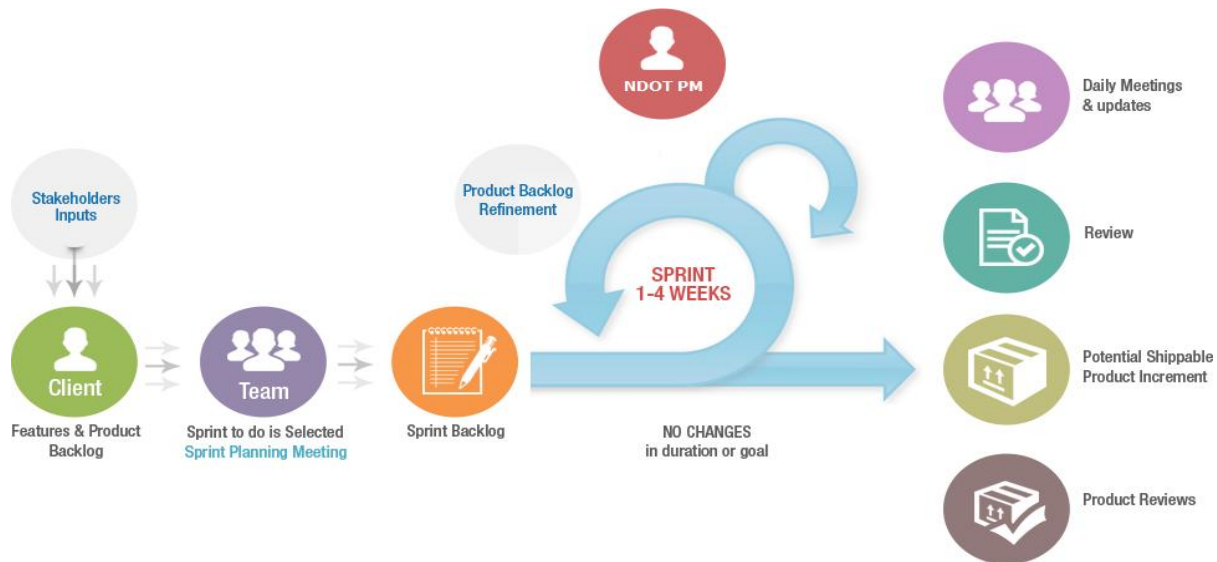 NDOT PM
Daily Meetings
& updates
Stakeholders
Inputs
Product Backlog
Refinement
Review
SPRINT
1-4 WEEKS
Client
Team
Potential Shippable
Product Increment
Features & Product
Backlog
Sprint to do is Selected
Sprint Planning Meeting
Sprint Backlog
NO CHANGES
in duration or goal
Product Reviews